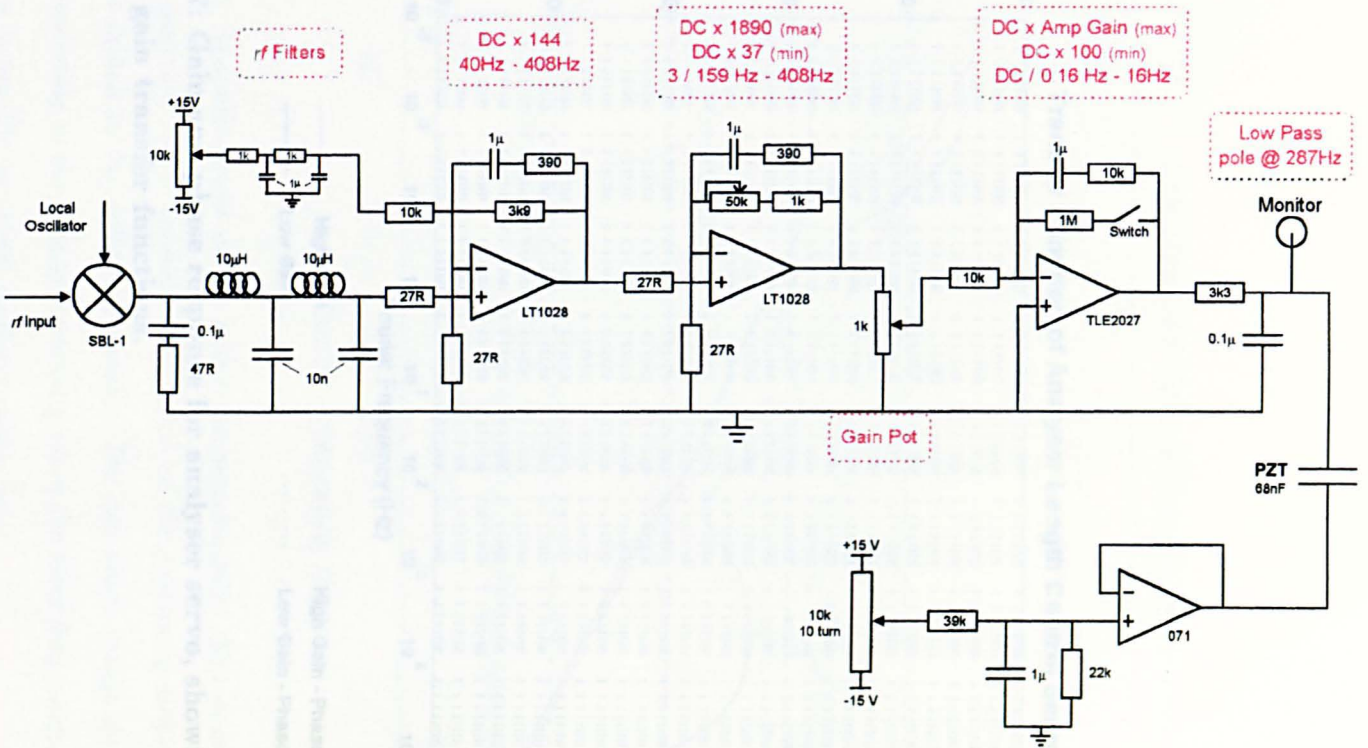 rf Filters
DC x 144
40Hz - 408Hz
DC x 1890 (max)
DC x 37 (min)
3 / 159 Hz - 408Hz
DC x Amp Gain (max)
DC x 100 (min)
DC / 0 16 Hz - 16Hz
Low Pass
pole @ 287Hz
+15V
10k
-15V
1k
1k
1µ
10k
1µ
390
3k9
1µ
390
50k
1k
1µ
10k
1M
Switch
Monitor
Local
Oscillator
rf Input
SBL-1
10µH
10µH
0.1µ
47R
10n
27R
27R
LT1028
27R
27R
LT1028
1k
Gain Pot
10k
TLE2027
3k3
0.1µ
PZT
68nF
+15 V
10k
10 turn
-15 V
39k
1µ
22k
071